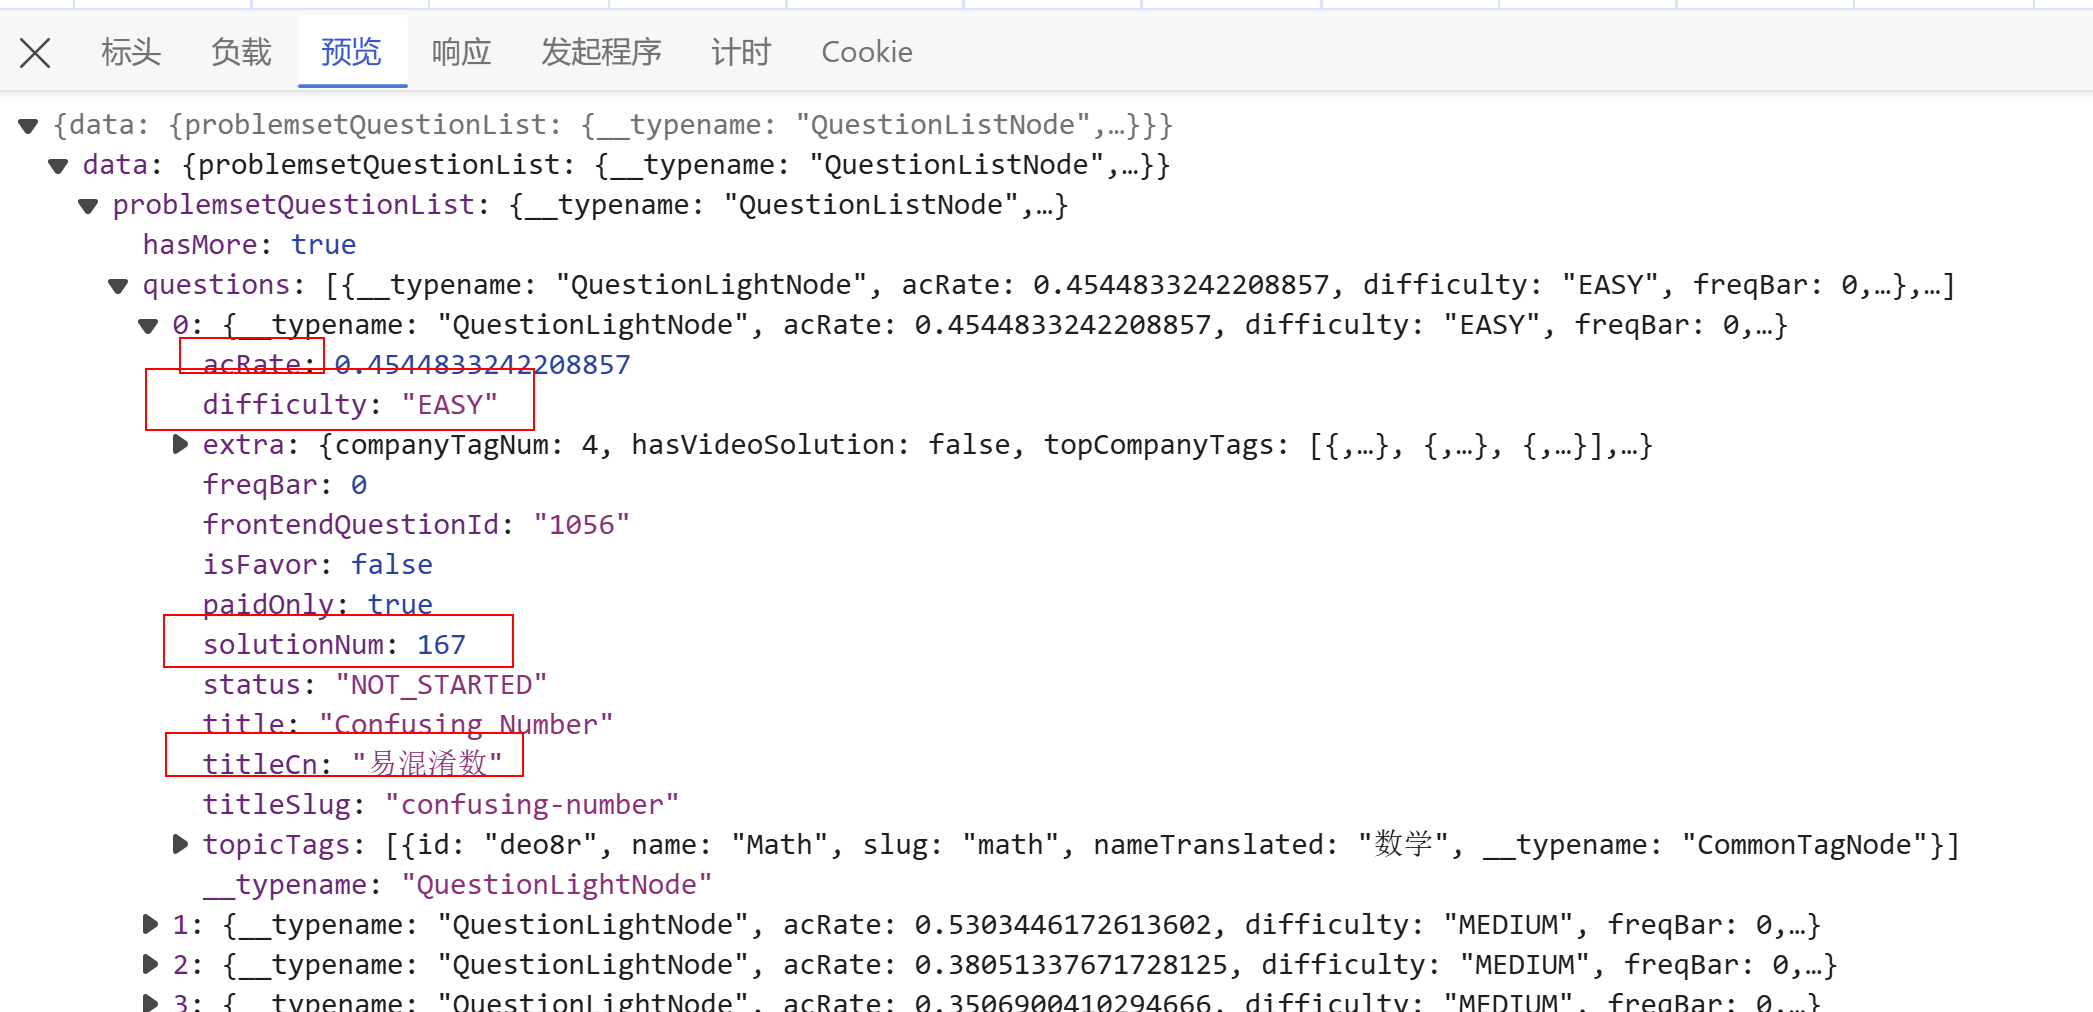 标头 负载 预览 响应 发起程序 计时 Cookie
{data: {problemsetQuestionList: {__typename: "QuestionListNode",…}}}
data: {problemsetQuestionList: {__typename: "QuestionListNode",…}}
problemsetQuestionList: {__typename: "QuestionListNode",…}
hasMore: true
questions: [{__typename: "QuestionLightNode", acRate: 0.4544833242208857, difficulty: "EASY", freqBar: 0,…},…]
0: {__typename: "QuestionLightNode", acRate: 0.4544833242208857, difficulty: "EASY", freqBar: 0,…}
acRate: 0.4544833242208857
difficulty: "EASY"
extra: {companyTagNum: 4, hasVideoSolution: false, topCompanyTags: [{,…}, {,…}, {,…}],…}
freqBar: 0
frontendQuestionId: "1056"
isFavor: false
paidOnly: true
solutionNum: 167
status: "NOT_STARTED"
title: "Confusing Number"
titleCn: "易混淆数"
titleSlug: "confusing-number"
topicTags: [{id: "deo8r", name: "Math", slug: "math", nameTranslated: "数学", __typename: "CommonTagNode"}]
__typename: "QuestionLightNode"
1: {__typename: "QuestionLightNode", acRate: 0.5303446172613602, difficulty: "MEDIUM", freqBar: 0,…}
2: {__typename: "QuestionLightNode", acRate: 0.38051337671728125, difficulty: "MEDIUM", freqBar: 0,…}
3: {__typename: "QuestionLightNode", acRate: 0.3506900410294666, difficulty: "MEDIUM", freqBar: 0,…}